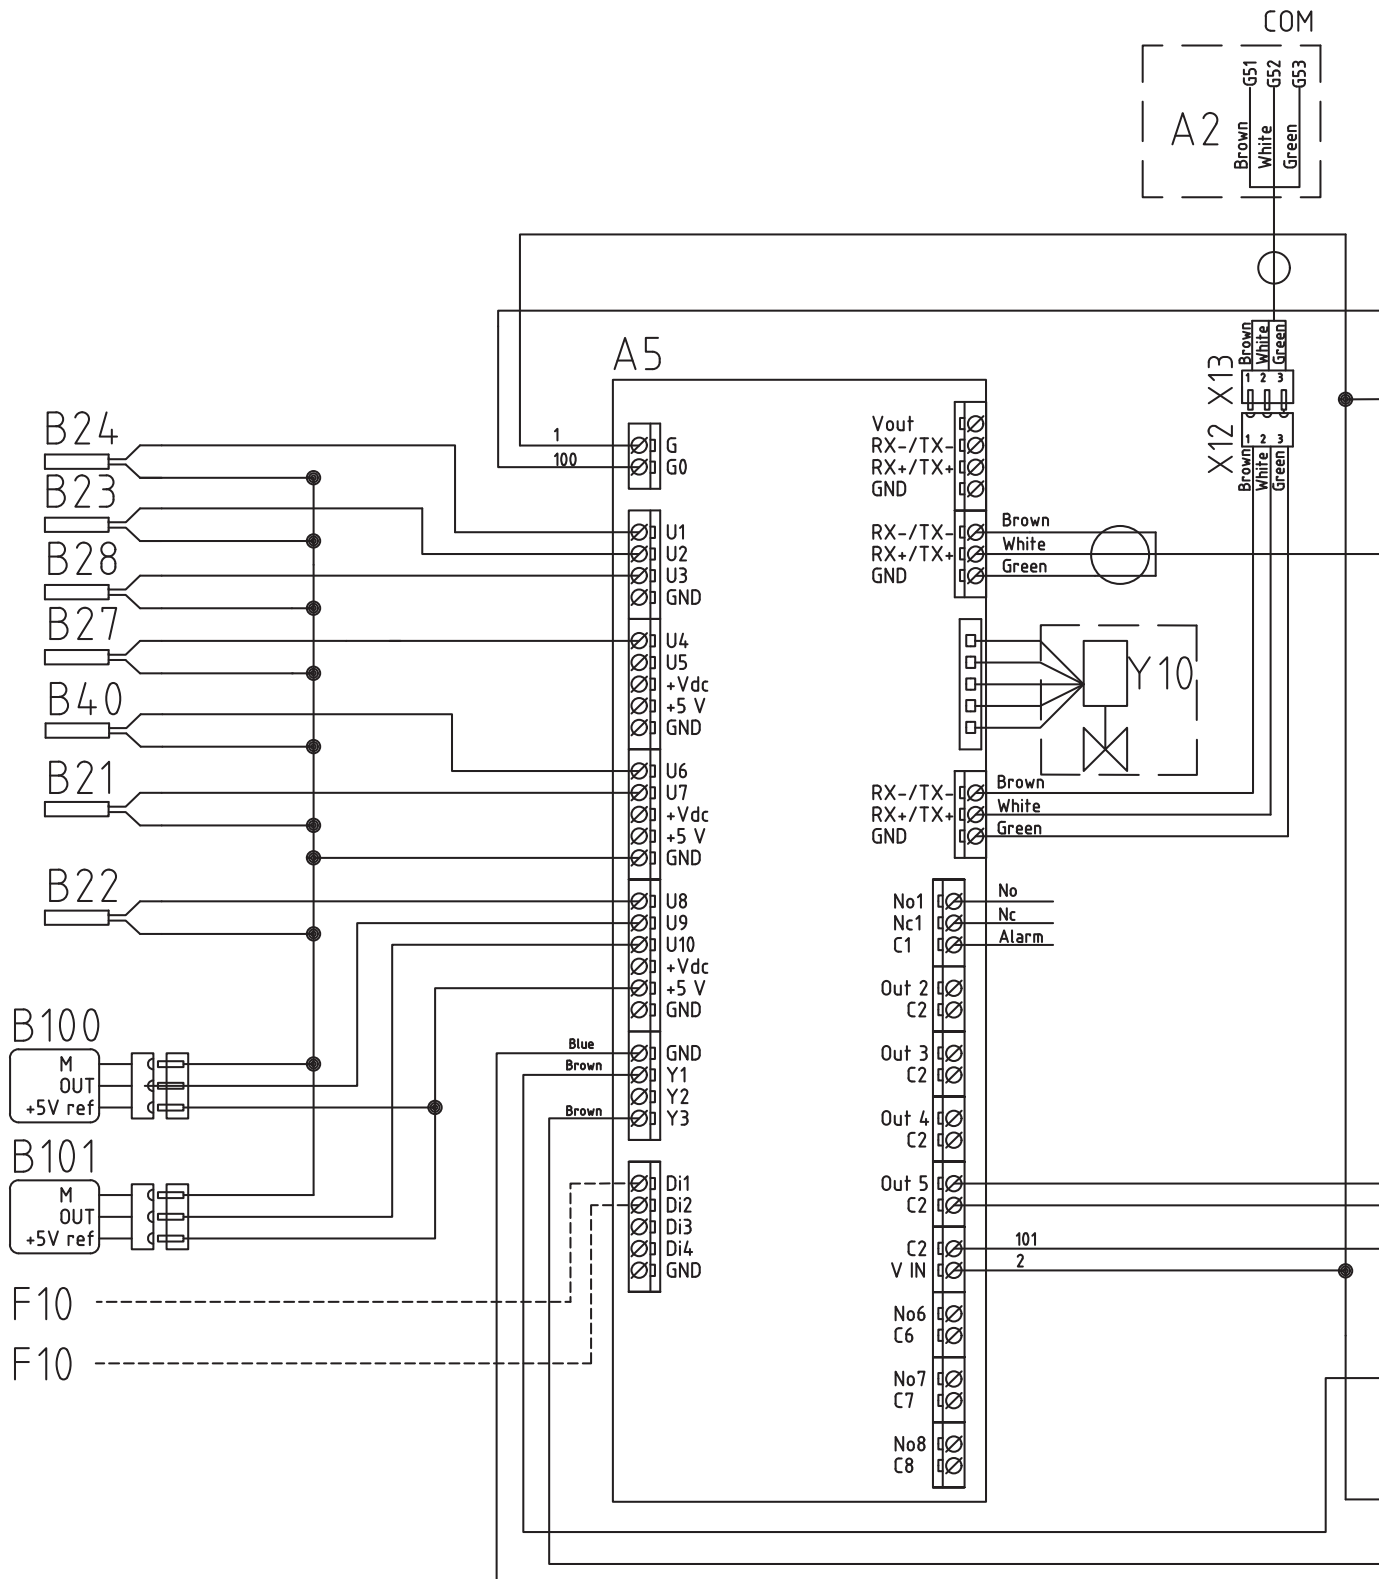 COM
G51
G52
G53
A2
Brown
White
Green
Brown
White
Green
X13
1 2 3
X12
1 2 3
Brown
White
Green
A5
B24
B23
B28
B27
B40
B21
B22
B100
M
OUT
+5V ref
B101
M
OUT
+5V ref
F10
F10
1
100
Blue
Brown
Brown
G
G0
U1
U2
U3
GND
U4
U5
+Vdc
+5 V
GND
U6
U7
+Vdc
+5 V
GND
U8
U9
U10
+Vdc
+5 V
GND
GND
Y1
Y2
Y3
Di1
Di2
Di3
Di4
GND
Vout
RX-/TX-
RX+/TX+
GND
RX-/TX-
RX+/TX+
GND
Brown
White
Green
Y10
RX-/TX-
RX+/TX+
GND
Brown
White
Green
No1
Nc1
C1
No
Nc
Alarm
Out 2
C2
Out 3
C2
Out 4
C2
Out 5
C2
C2
V IN
101
2
No6
C6
No7
C7
No8
C8